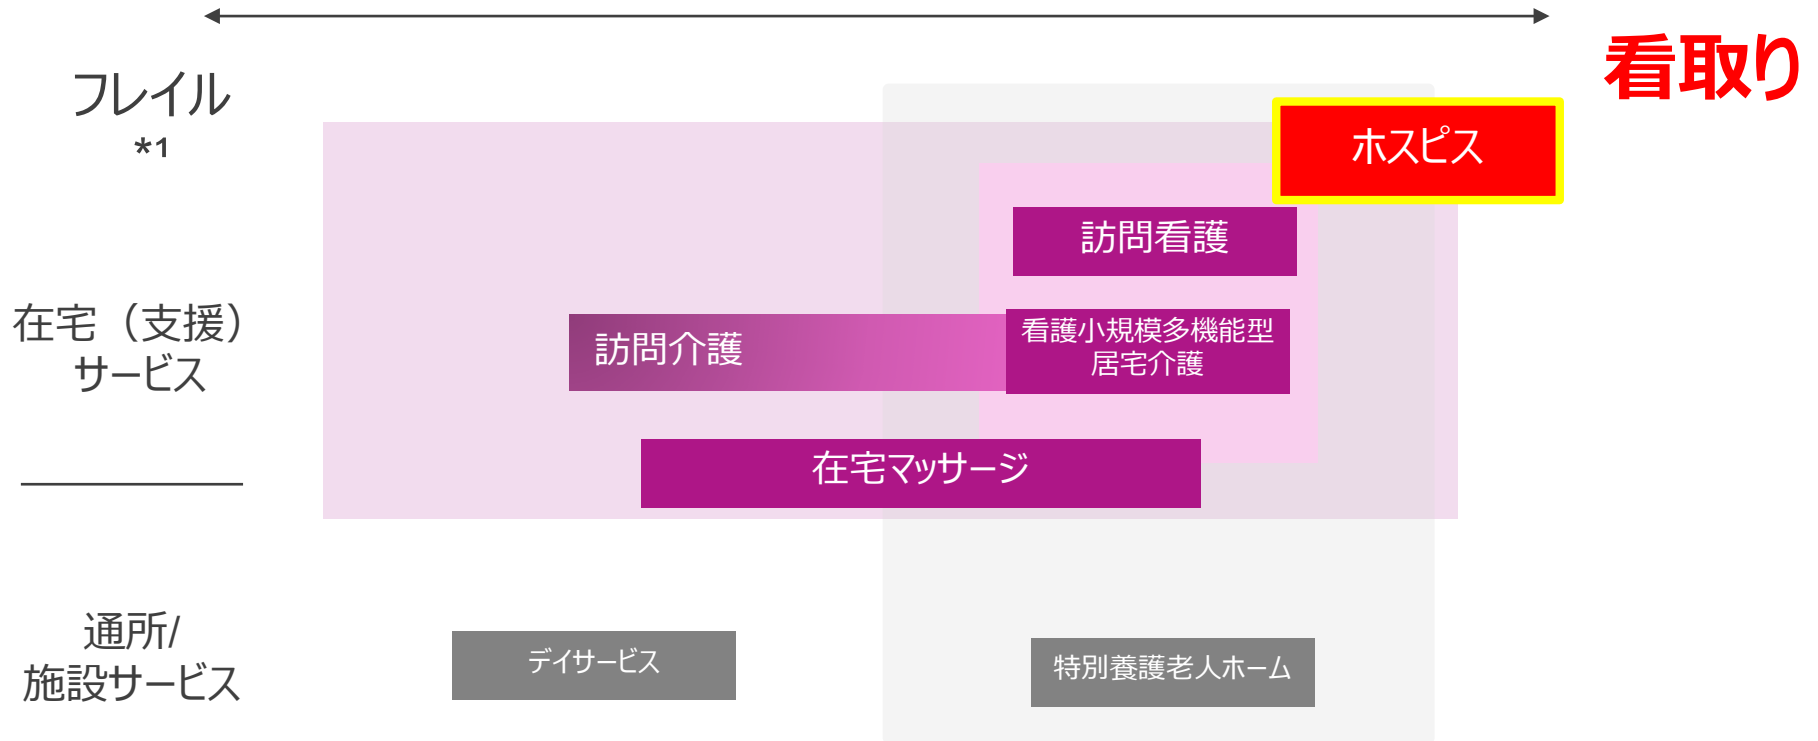 看取り
フレイル
*1
ホスピス
訪問看護
在宅（支援）
サービス
訪問介護
看護小規模多機能型
居宅介護
在宅マッサージ
通所/
施設サービス
デイサービス
特別養護老人ホーム